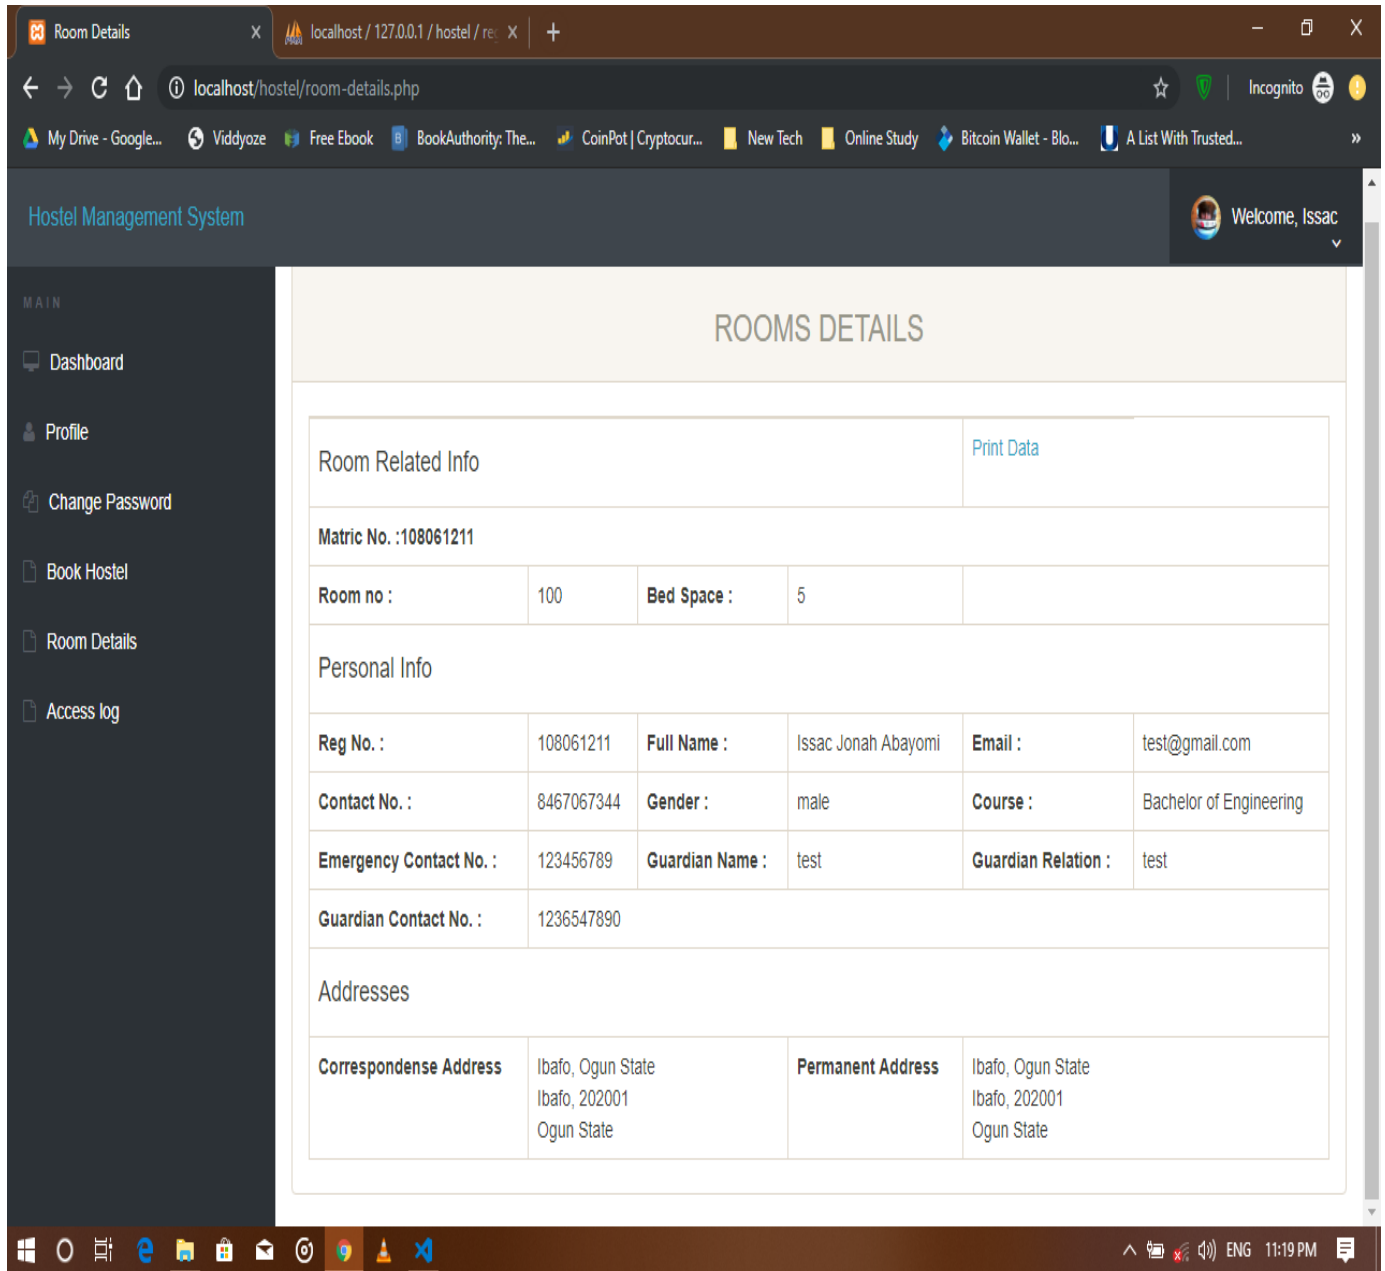 Room Details
localhost / 127.0.0.1 / hostel / reg
localhost/hostel/room-details.php
Incognito
My Drive - Google...
Viddyoze
Free Ebook
BookAuthority: The...
CoinPot | Cryptocur...
New Tech
Online Study
Bitcoin Wallet - Blo...
A List With Trusted...
»
Hostel Management System
Welcome, Issac
MAIN
Dashboard
Profile
Change Password
Book Hostel
Room Details
Access log
ROOMS DETAILS
Room Related Info
Print Data
Matric No. :108061211
Room no : 100 Bed Space : 5
Personal Info
Reg No. : 108061211 Full Name : Issac Jonah Abayomi Email : test@gmail.com
Contact No. : 8467067344 Gender : male Course : Bachelor of Engineering
Emergency Contact No. : 123456789 Guardian Name : test Guardian Relation : test
Guardian Contact No. : 1236547890
Addresses
Correspondense Address
Ibafo, Ogun State
Ibafo, 202001
Ogun State
Permanent Address
Ibafo, Ogun State
Ibafo, 202001
Ogun State
ENG 11:19 PM